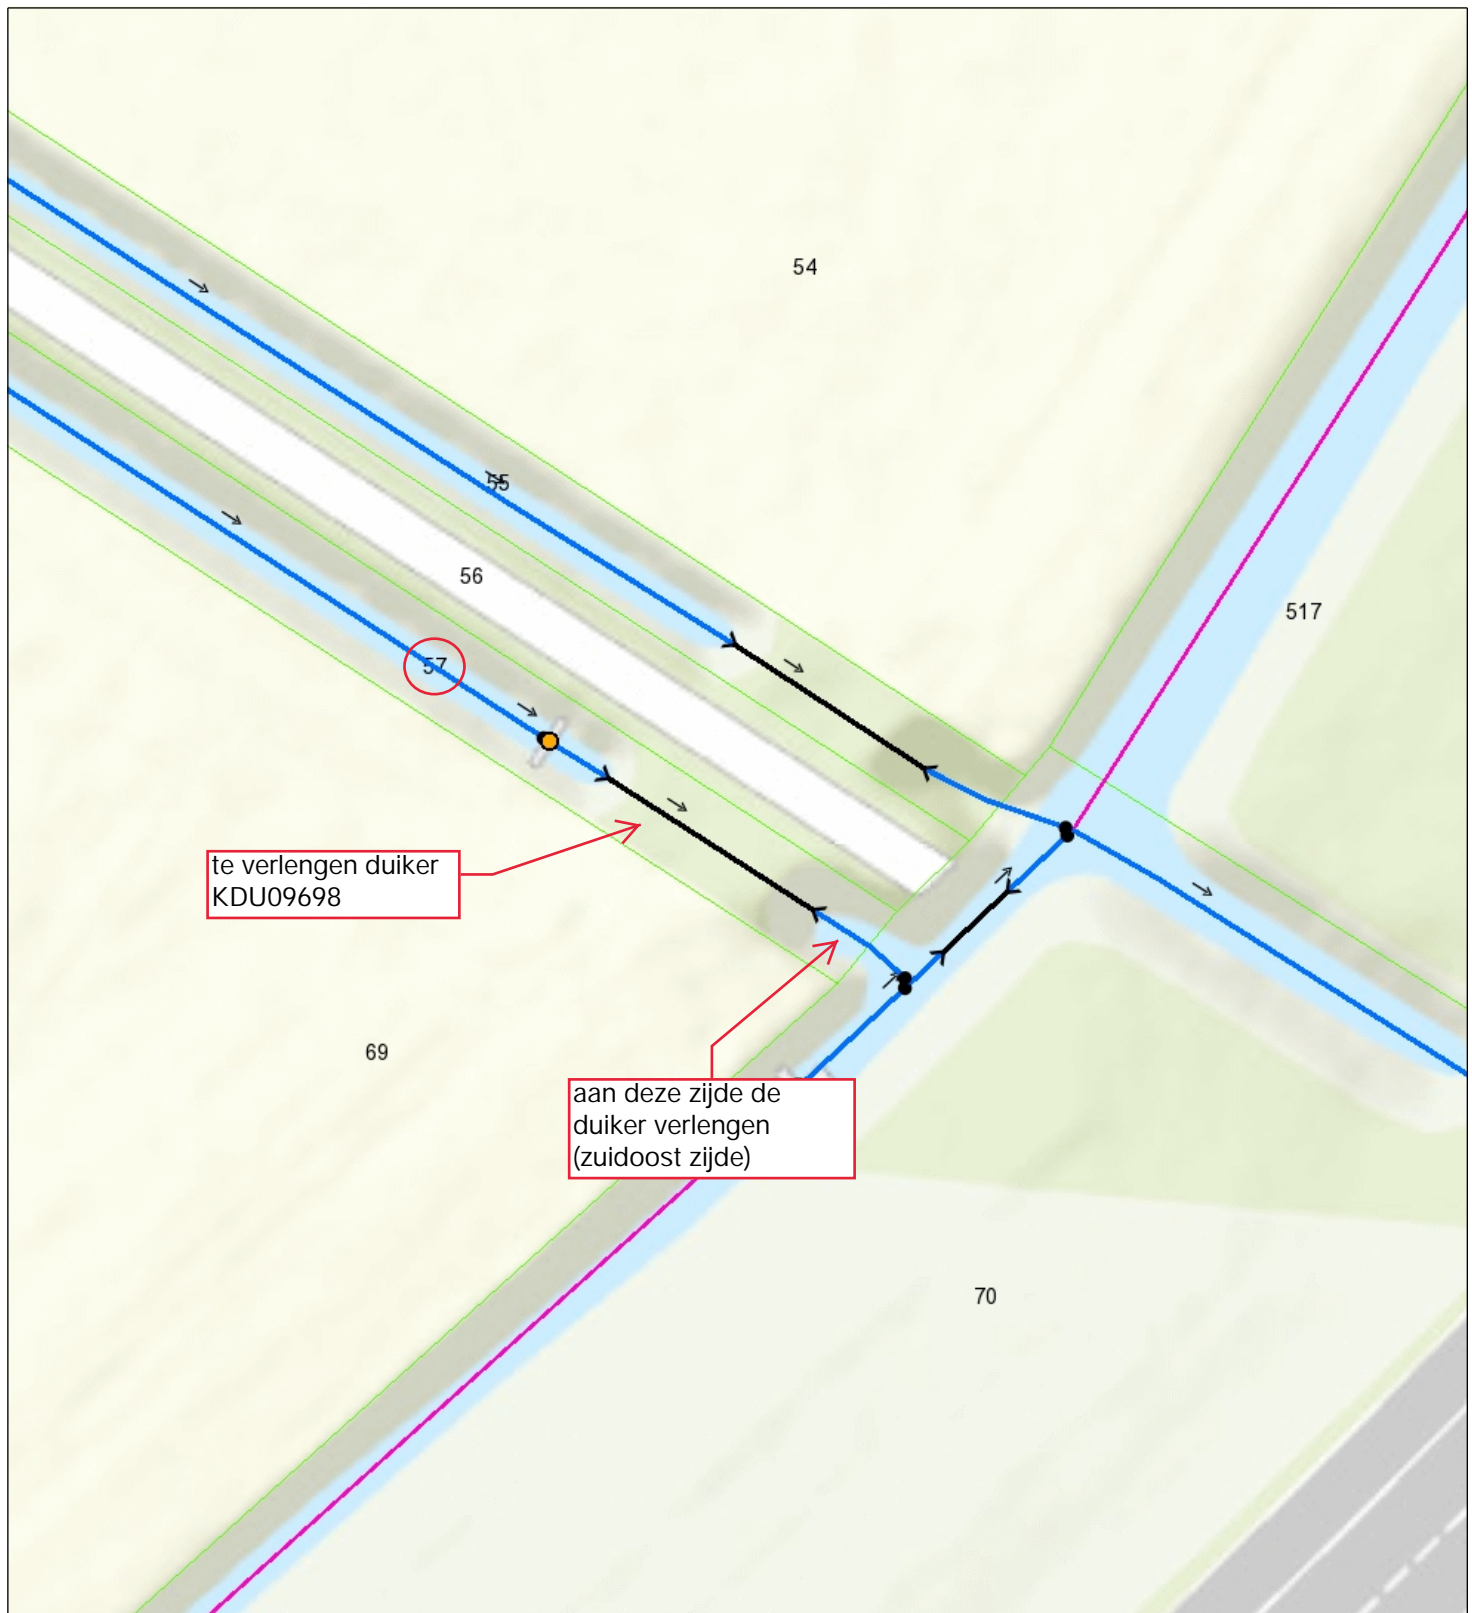 54
55
56
517
57
te verlengen duiker
KDU09698
69
aan deze zijde de
duiker verlengen
(zuidoost zijde)
70